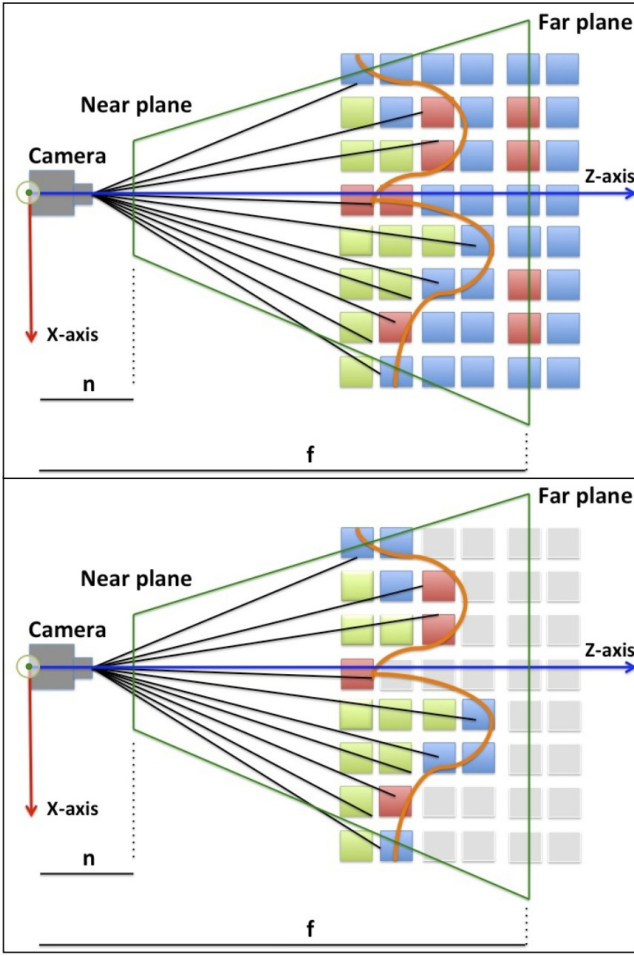 Far plane
Near plane
Camera
Z-axis
X-axis
n
f
Far plane
Near plane
Camera
Z-axis
X-axis
n
f